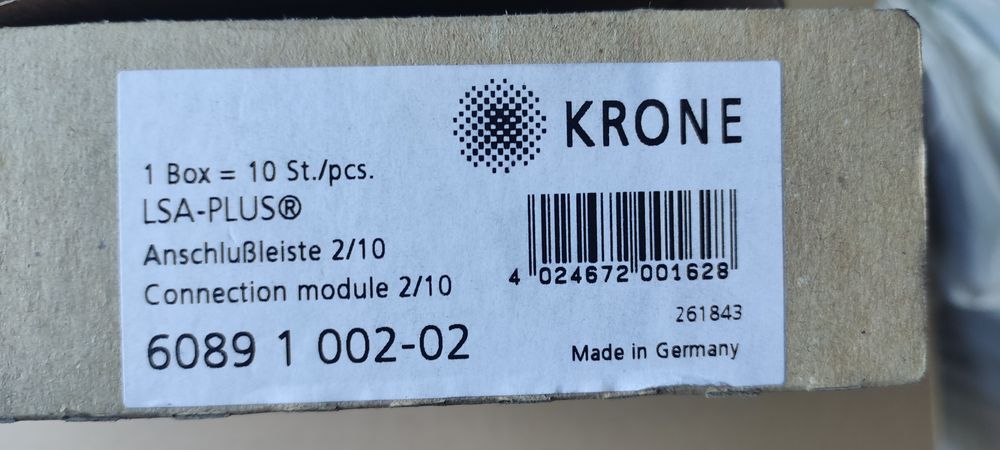 KRONE
1 Box = 10 St./pcs.
LSA-PLUS®
Anschlußleiste 2/10
Connection module 2/10
6089 1 002-02
4 024672 001628
261843
Made in Germany